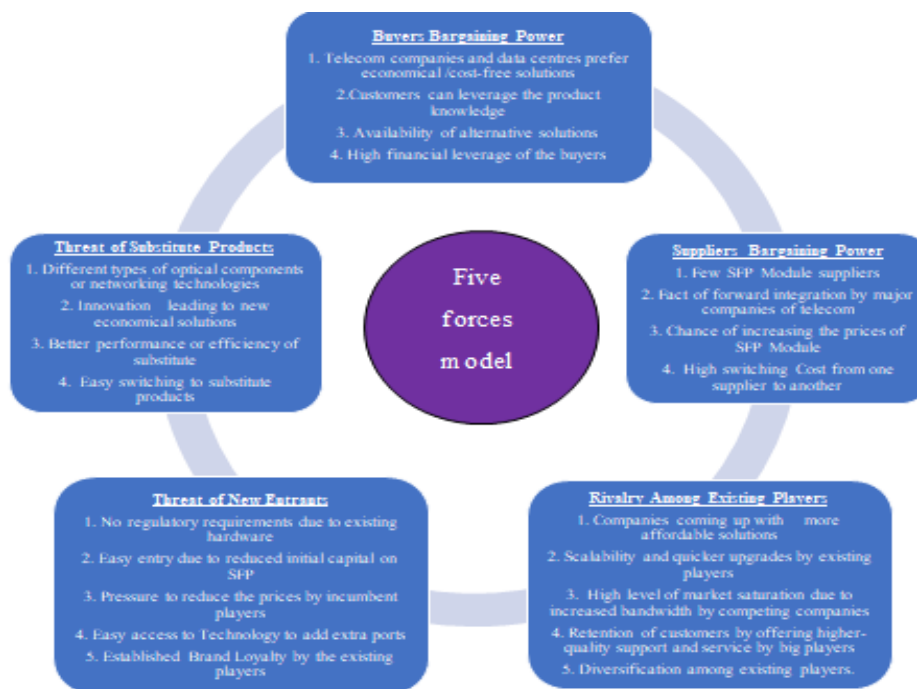 Buyers Bargaining Power
1. Telecom companies and data centres prefer
economical /cost-free solutions
2.Customers can leverage the product
knowledge
3. Availability of alternative solutions
4. High financial leverage of the buyers
Threat of Substitute Products
1. Different types of optical components
or networking technologies
2. Innovation leading to new
economical solutions
3. Better performance or efficiency of
substitute
4. Easy switching to substitute
products
Five
forces
model
Suppliers Bargaining Power
1. Few SFP Module suppliers
2. Fact of forward integration by major
companies of telecom
3. Chance of increasing the prices of
SFP Module
4. High switching Cost from one
supplier to another
Threat of New Entrants
1. No regulatory requirements due to existing
hardware
2. Easy entry due to reduced initial capital on
SFP
3. Pressure to reduce the prices by incumbent
players
4. Easy access to Technology to add extra ports
5. Established Brand Loyalty by the existing
players
Rivalry Among Existing Players
1. Companies coming up with more
affordable solutions
2. Scalability and quicker upgrades by existing
players
3. High level of market saturation due to
increased bandwidth by competing companies
4. Retention of customers by offering higher-
quality support and service by big players
5. Diversification among existing players.